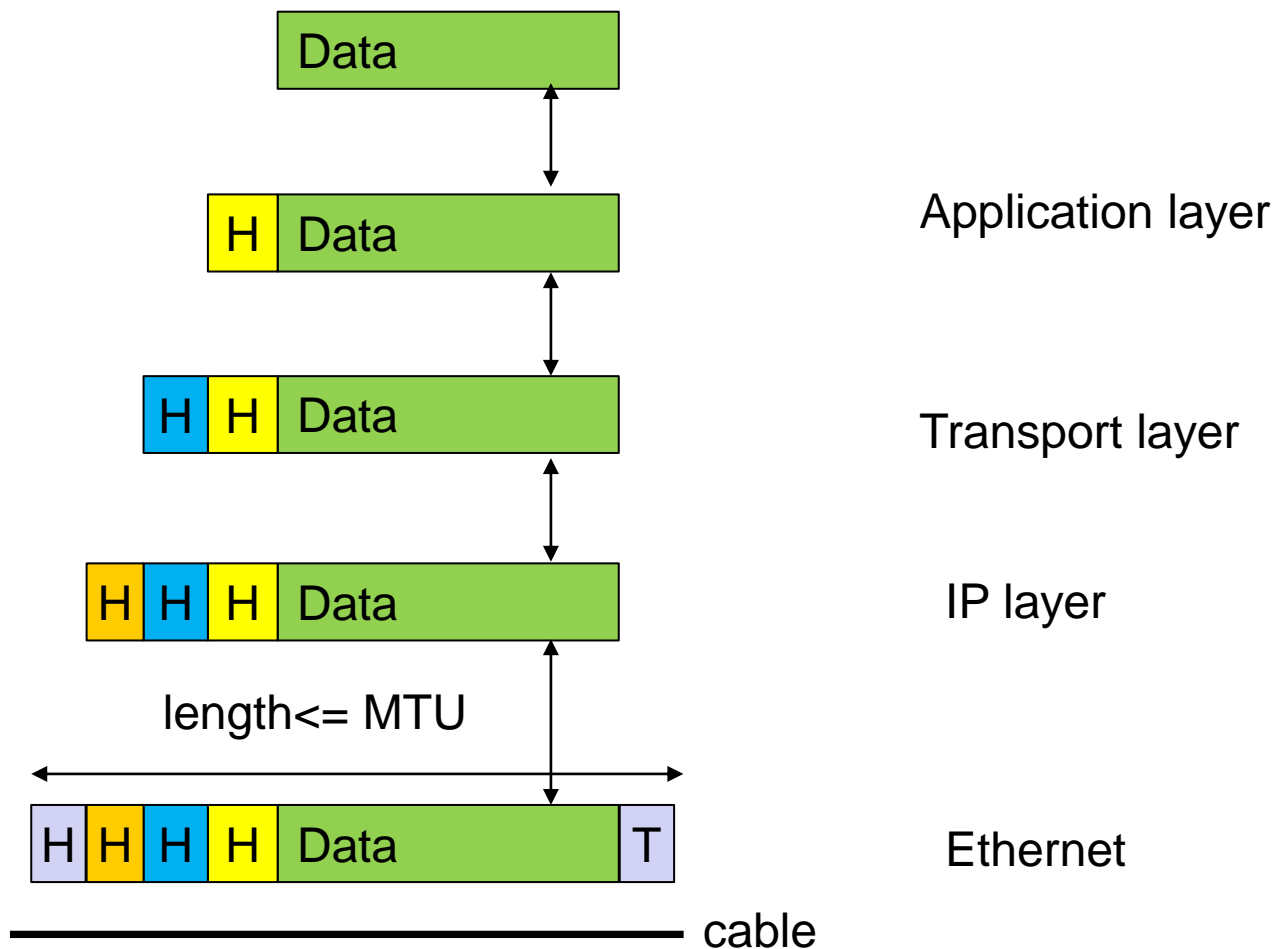 Data
H Data
Application layer
H H Data
Transport layer
H H H Data
IP layer
length<= MTU
H H H H Data T
Ethernet
cable